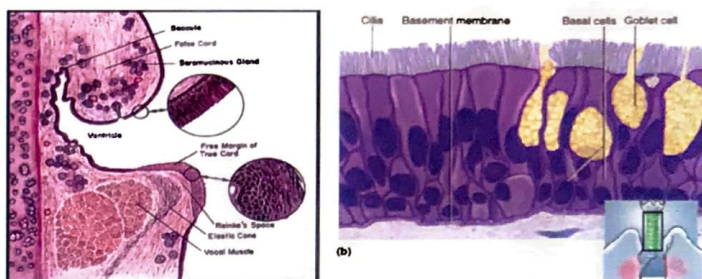 Saccule
False Cord
Seromucinous Gland
Ventricle
Free Margin of
True Cord
Reinke's Space
Elastic Cone
Vocal Muscle
Cilia
Basement membrane
Basal cells
Goblet cell
(b)